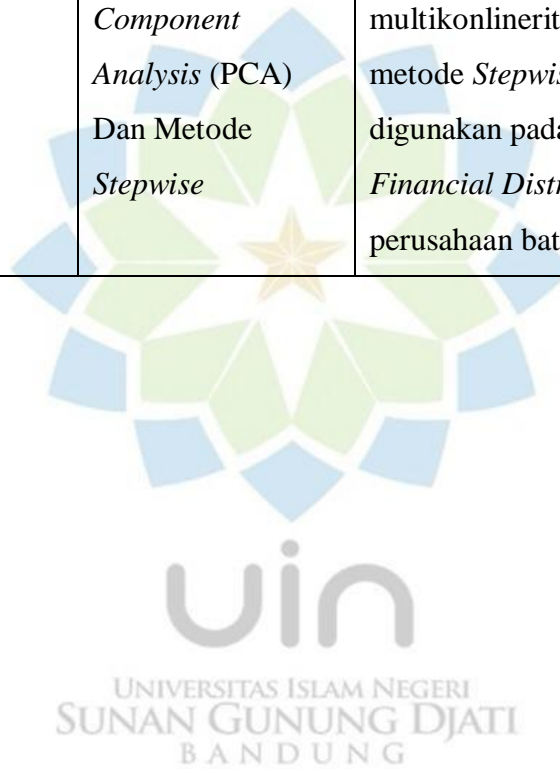 Component
Analysis (PCA)
Dan Metode
Stepwise
multikonlinerit
metode Stepwis
digunakan pada
Financial Distr
perusahaan bat
uin
UNIVERSITAS ISLAM NEGERI
SUNAN GUNUNG DJATI
BANDUNG